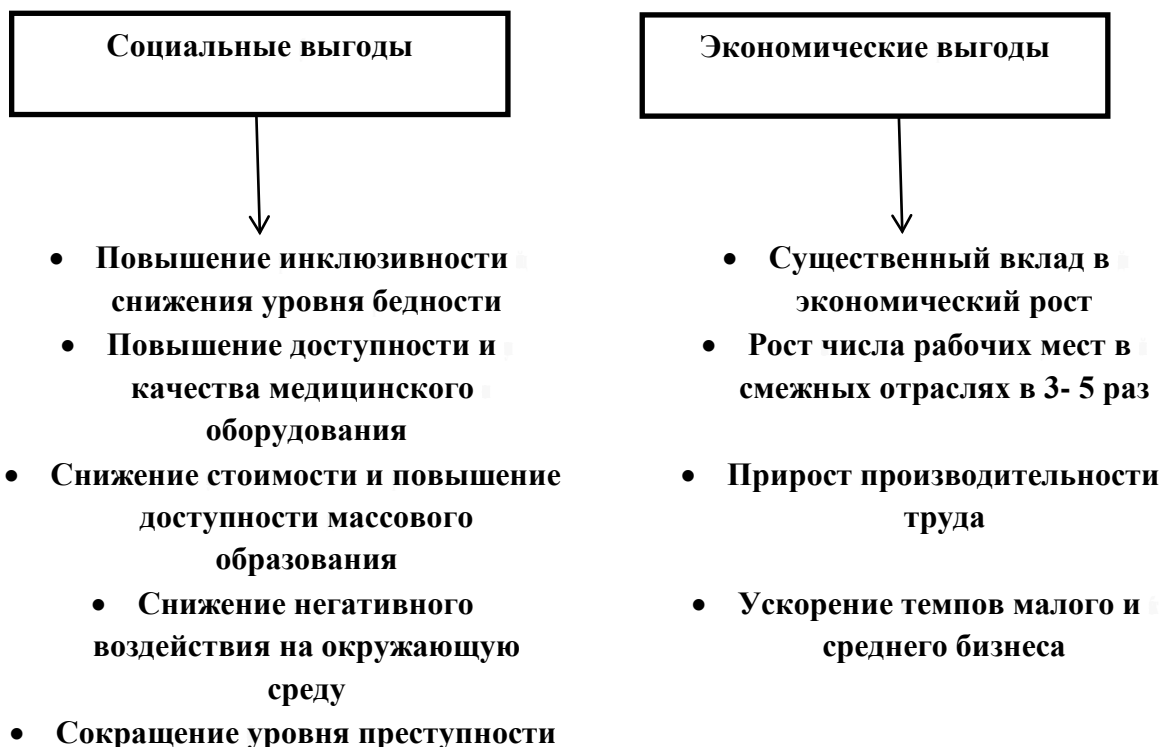 Социальные выгоды
• Повышение инклюзивности
снижения уровня бедности
• Повышение доступности и
качества медицинского
оборудования
• Снижение стоимости и повышение
доступности массового
образования
• Снижение негативного
воздействия на окружающую
среду
• Сокращение уровня преступности
Экономические выгоды
• Существенный вклад в
экономический рост
• Рост числа рабочих мест в
смежных отраслях в 3- 5 раз
• Прирост производительности
труда
• Ускорение темпов малого и
среднего бизнеса